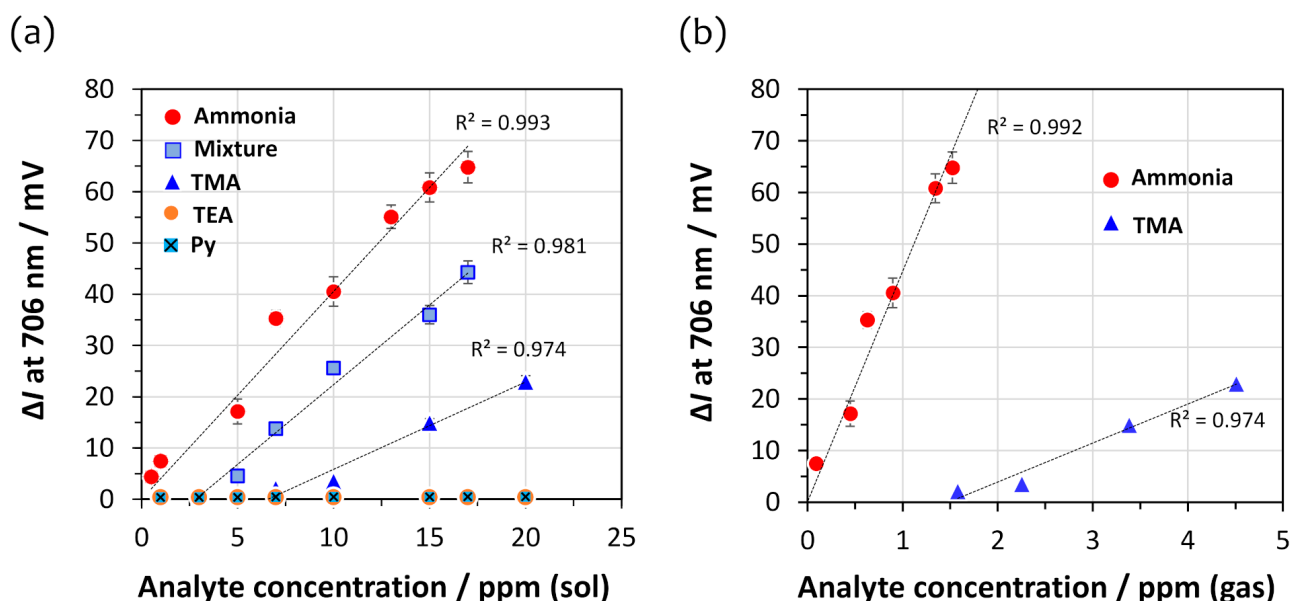 (a)
ΔI at 706 nm / mV
80
70
60
50
40
30
20
10
0
Ammonia
Mixture
TMA
TEA
Py
R² = 0.993
R² = 0.981
R² = 0.974
0 5 10 15 20 25
Analyte concentration / ppm (sol)
(b)
ΔI at 706 nm / mV
80
70
60
50
40
30
20
10
0
R² = 0.992
Ammonia
TMA
R² = 0.974
0 1 2 3 4 5
Analyte concentration / ppm (gas)